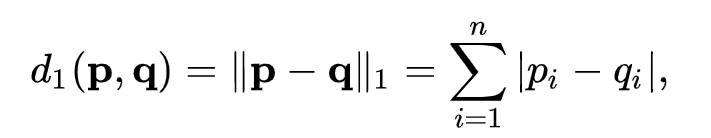 d₁(𝐩, 𝐪) = ‖𝐩 − 𝐪‖₁ = ∑ᵢ₌₁ⁿ |pᵢ − qᵢ|,